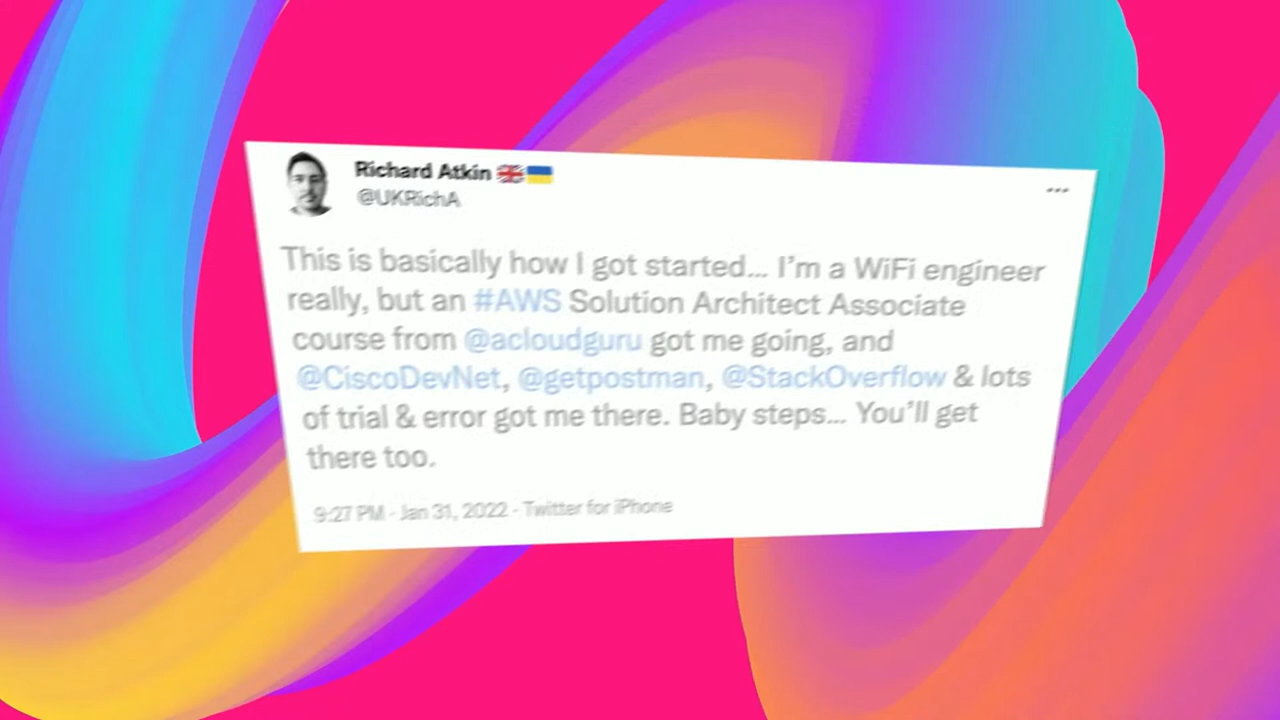 Richard Atkin 🇬🇧🇺🇦
@UKRichA
This is basically how I got started... I’m a WiFi engineer
really, but an #AWS Solution Architect Associate
course from @acloudguru got me going, and
@CiscoDevNet, @getpostman, @StackOverflow & lots
of trial & error got me there. Baby steps... You’ll get
there too.
9:27 PM · Jan 31, 2022 · Twitter for iPhone